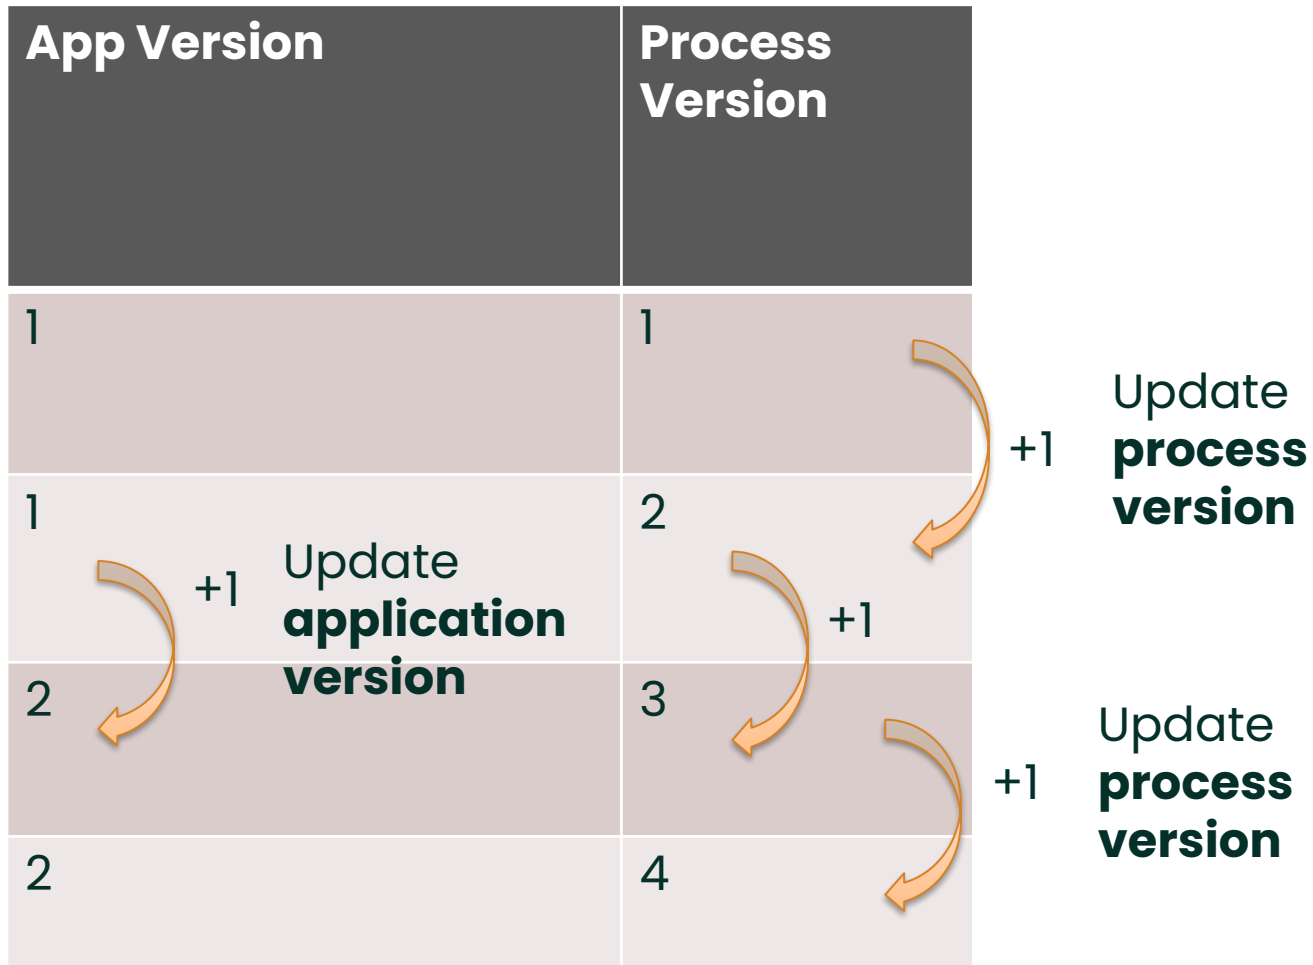 App Version
Process
Version
1
1
Update
+1
process
version
1
2
Update
+1
application
+1
version
2
3
Update
+1
process
version
2
4